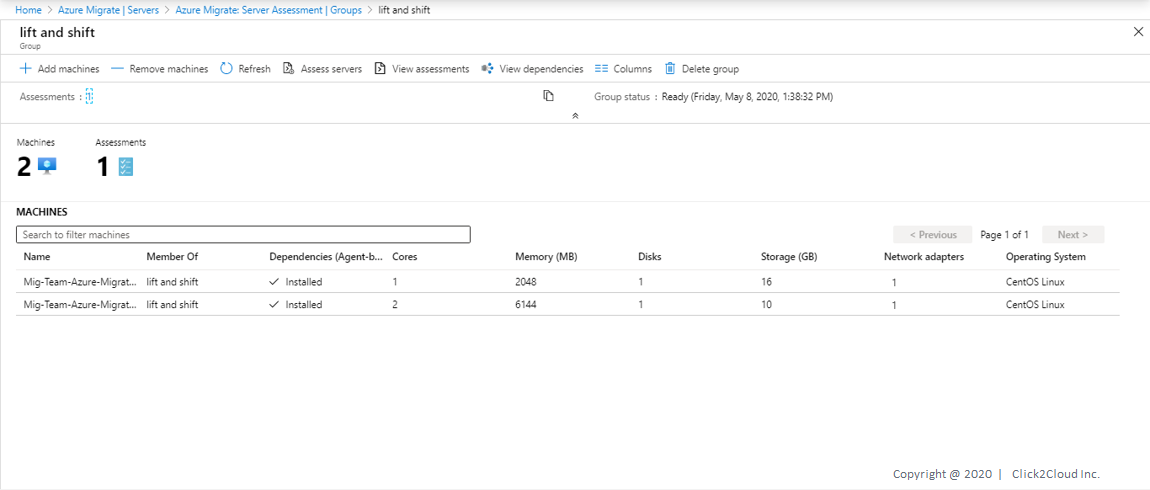 Home > Azure Migrate | Servers > Azure Migrate: Server Assessment | Groups > lift and shift
lift and shift
Group
Add machines Remove machines Refresh Assess servers View assessments View dependencies Columns Delete group
Assessments : 1 Group status : Ready (Friday, May 8, 2020, 1:38:32 PM)
Machines Assessments
2 1
MACHINES
Search to filter machines < Previous Page 1 of 1 Next >
Name Member Of Dependencies (Agent-b... Cores Memory (MB) Disks Storage (GB) Network adapters Operating System
Mig-Team-Azure-Migrat... lift and shift Installed 1 2048 1 16 1 CentOS Linux
Mig-Team-Azure-Migrat... lift and shift Installed 2 6144 1 10 1 CentOS Linux
Copyright @ 2020 | Click2Cloud Inc.